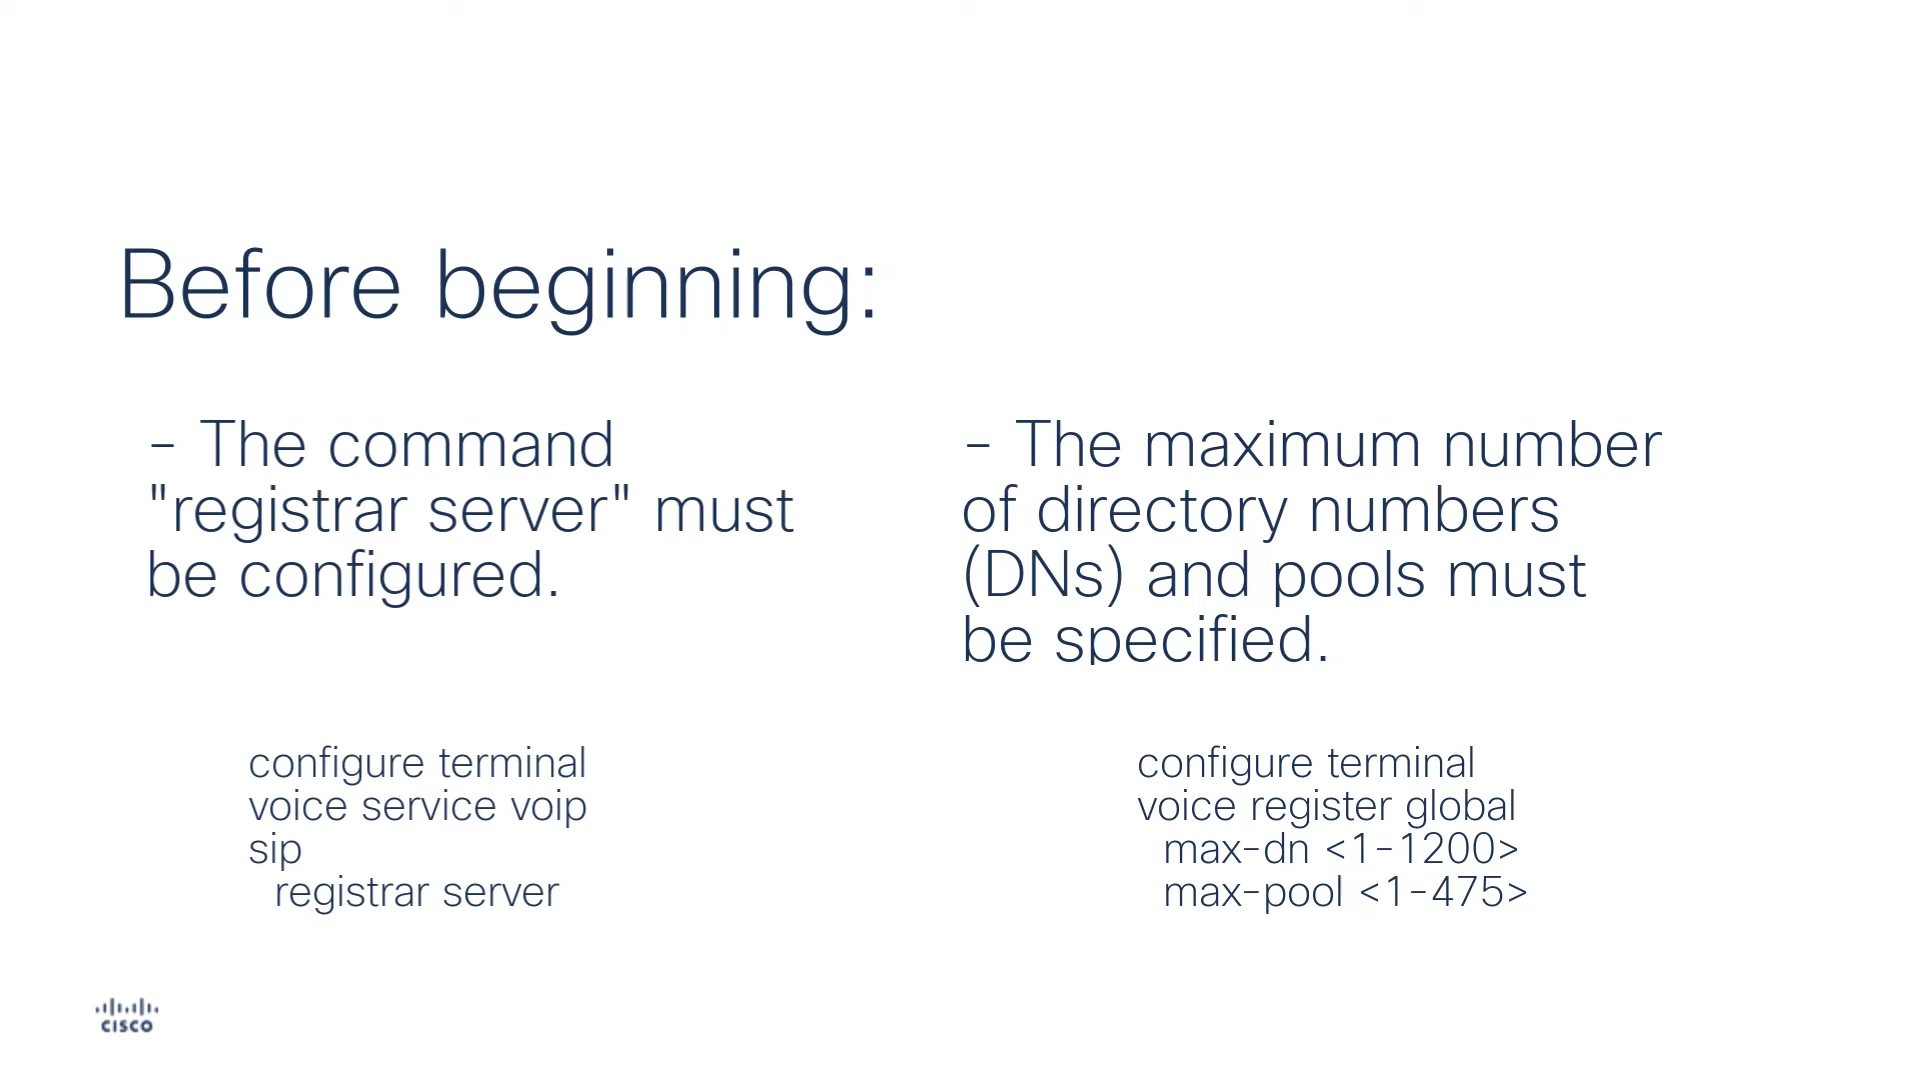 Before beginning:
- The command
"registrar server" must
be configured.
- The maximum number
of directory numbers
(DNs) and pools must
be specified.
configure terminal
voice service voip
sip
registrar server
configure terminal
voice register global
max-dn <1-1200>
max-pool <1-475>
CISCO